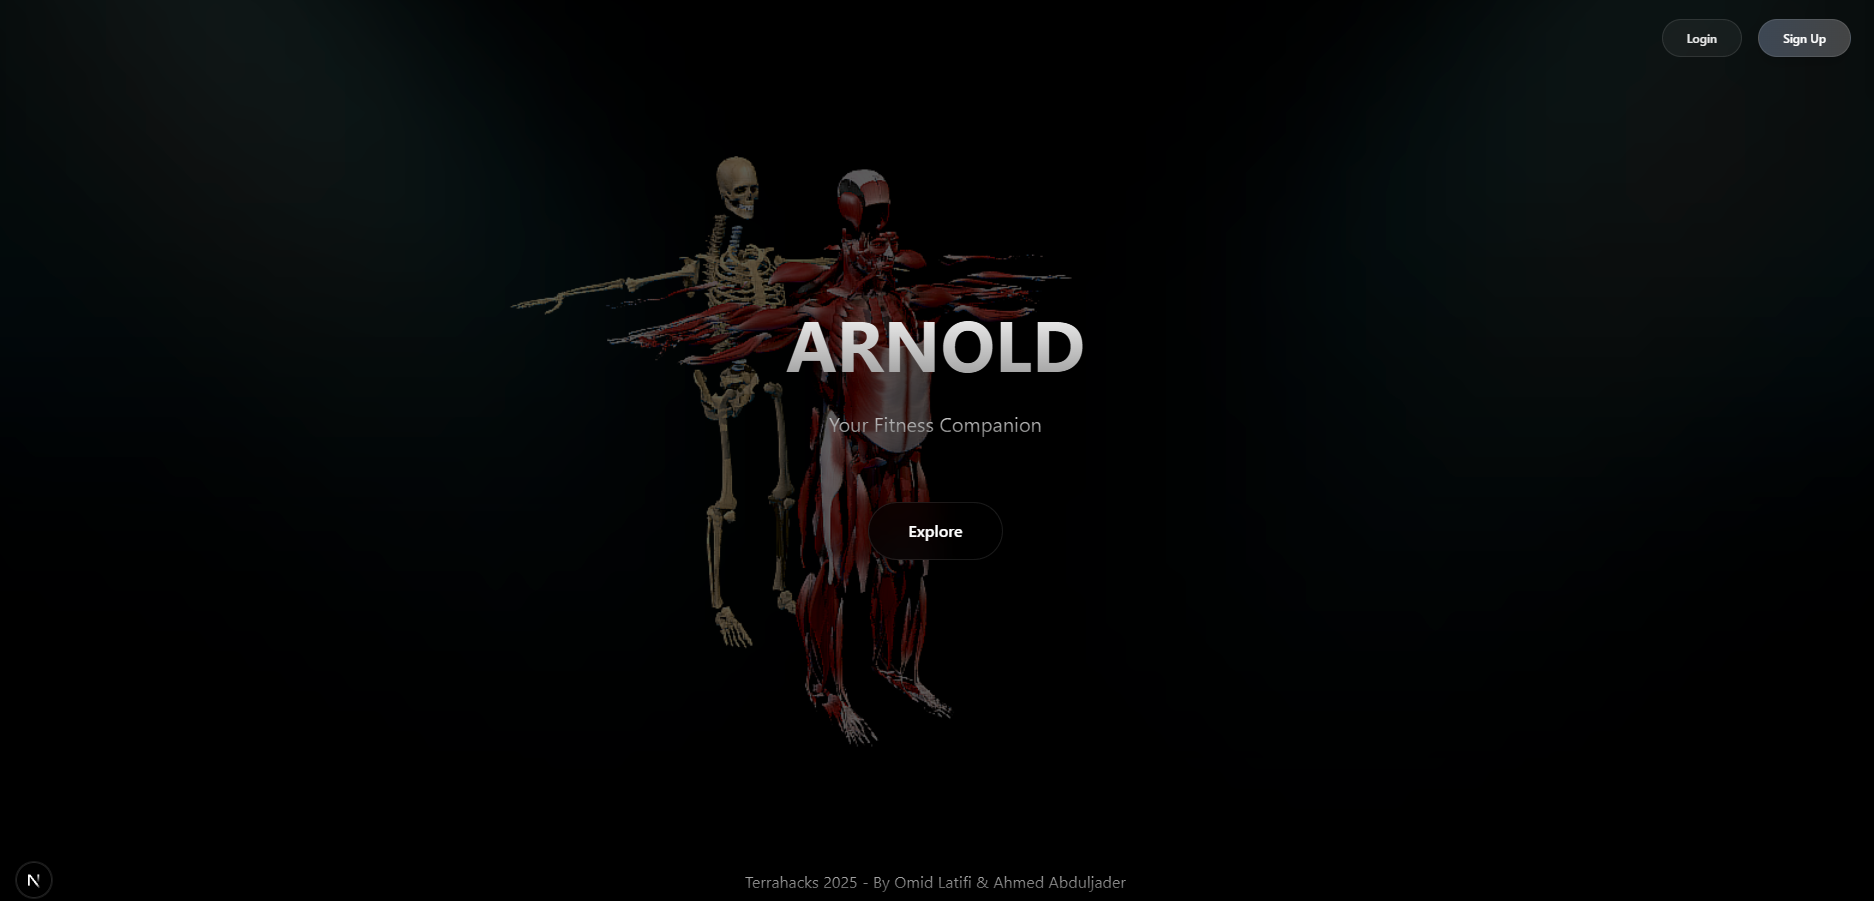 Login
Sign Up
ARNOLD
Your Fitness Companion
Explore
N
Terrahacks 2025 - By Omid Latifi & Ahmed Abduljader